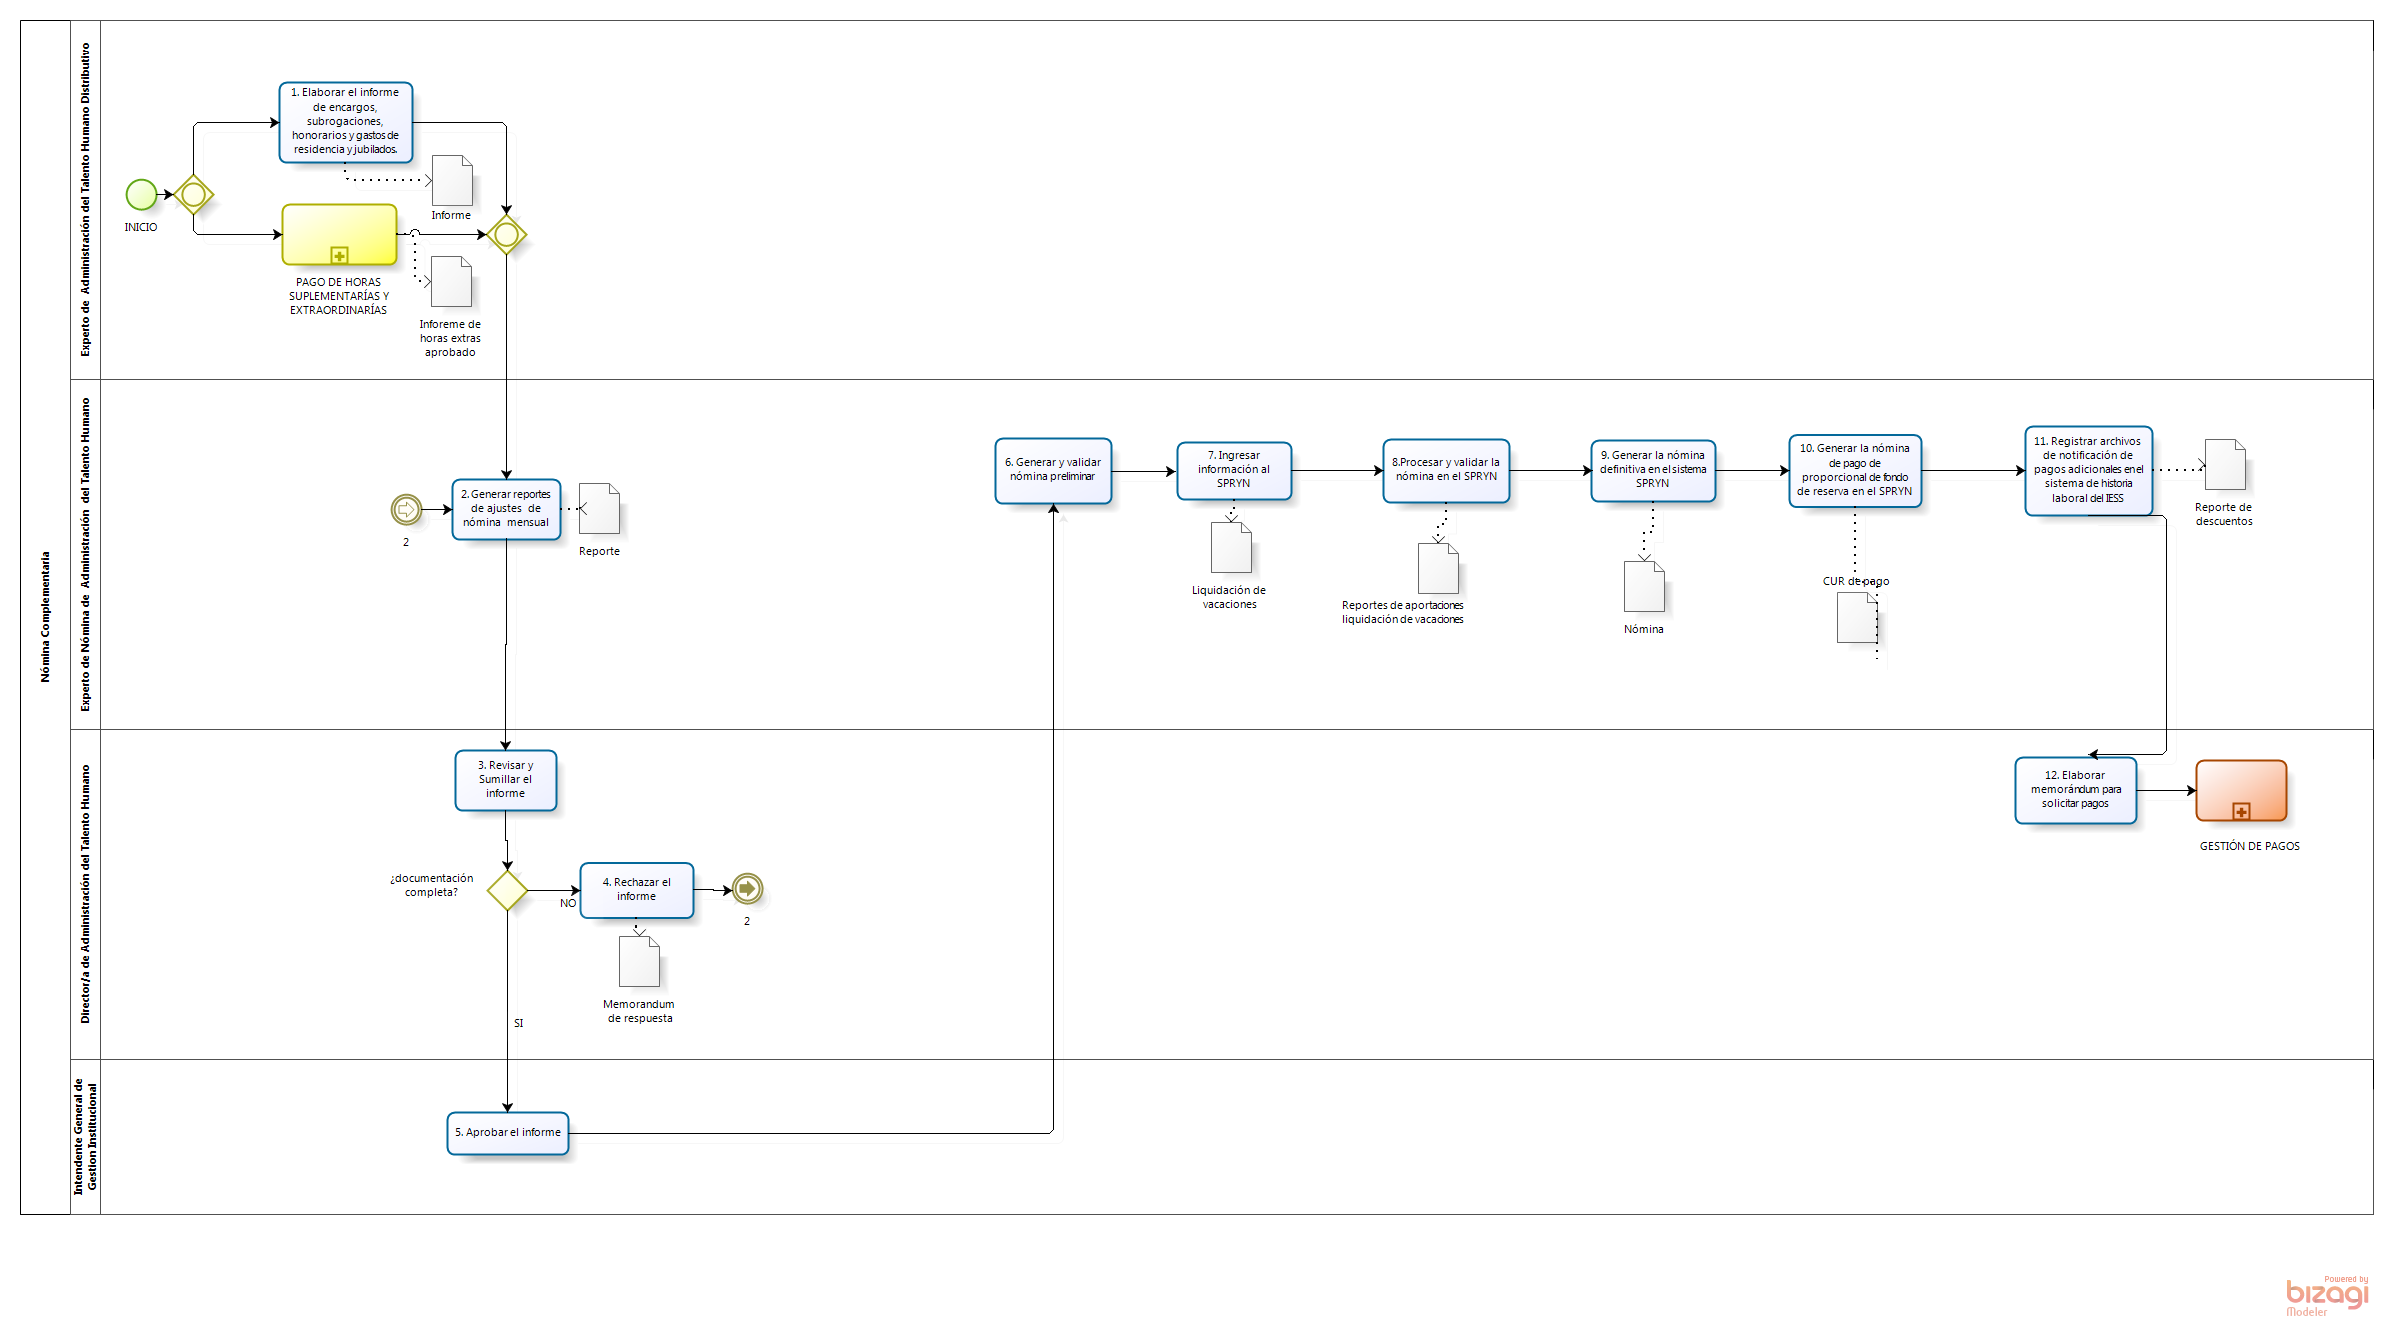 Nómina Complementaria
Experto de Administración del Talento Humano Distributivo
INICIO
1. Elaborar el informe
de encargos,
subrogaciones,
honorarios y gastos de
residencia y jubilados.
Informe
PAGO DE HORAS
SUPLEMENTARÍAS Y
EXTRAORDINARÍAS
Inforeme de
horas extras
aprobado
Experto de Nómina de Administración del Talento Humano
2
2. Generar reportes
de ajustes de
nómina mensual
Reporte
6. Generar y validar
nómina preliminar
7. Ingresar
información al
SPRYN
Liquidación de
vacaciones
8.Procesar y validar la
nómina en el SPRYN
Reportes de aportaciones
liquidación de vacaciones
9. Generar la nómina
definitiva en el sistema
SPRYN
Nómina
10. Generar la nómina
de pago de
proporcional de fondo
de reserva en el SPRYN
CUR de pago
11. Registrar archivos
de notificación de
pagos adicionales en el
sistema de historia
laboral del IESS
Reporte de
descuentos
Director/a de Administración del Talento Humano
3. Revisar y
Sumillar el
informe
¿documentación
completa?
NO
4. Rechazar el
informe
2
Memorandum
de respuesta
SI
12. Elaborar
memorándum para
solicitar pagos
GESTIÓN DE PAGOS
Intendente General de
Gestion Institucional
5. Aprobar el informe
Powered by
bizagi
Modeler